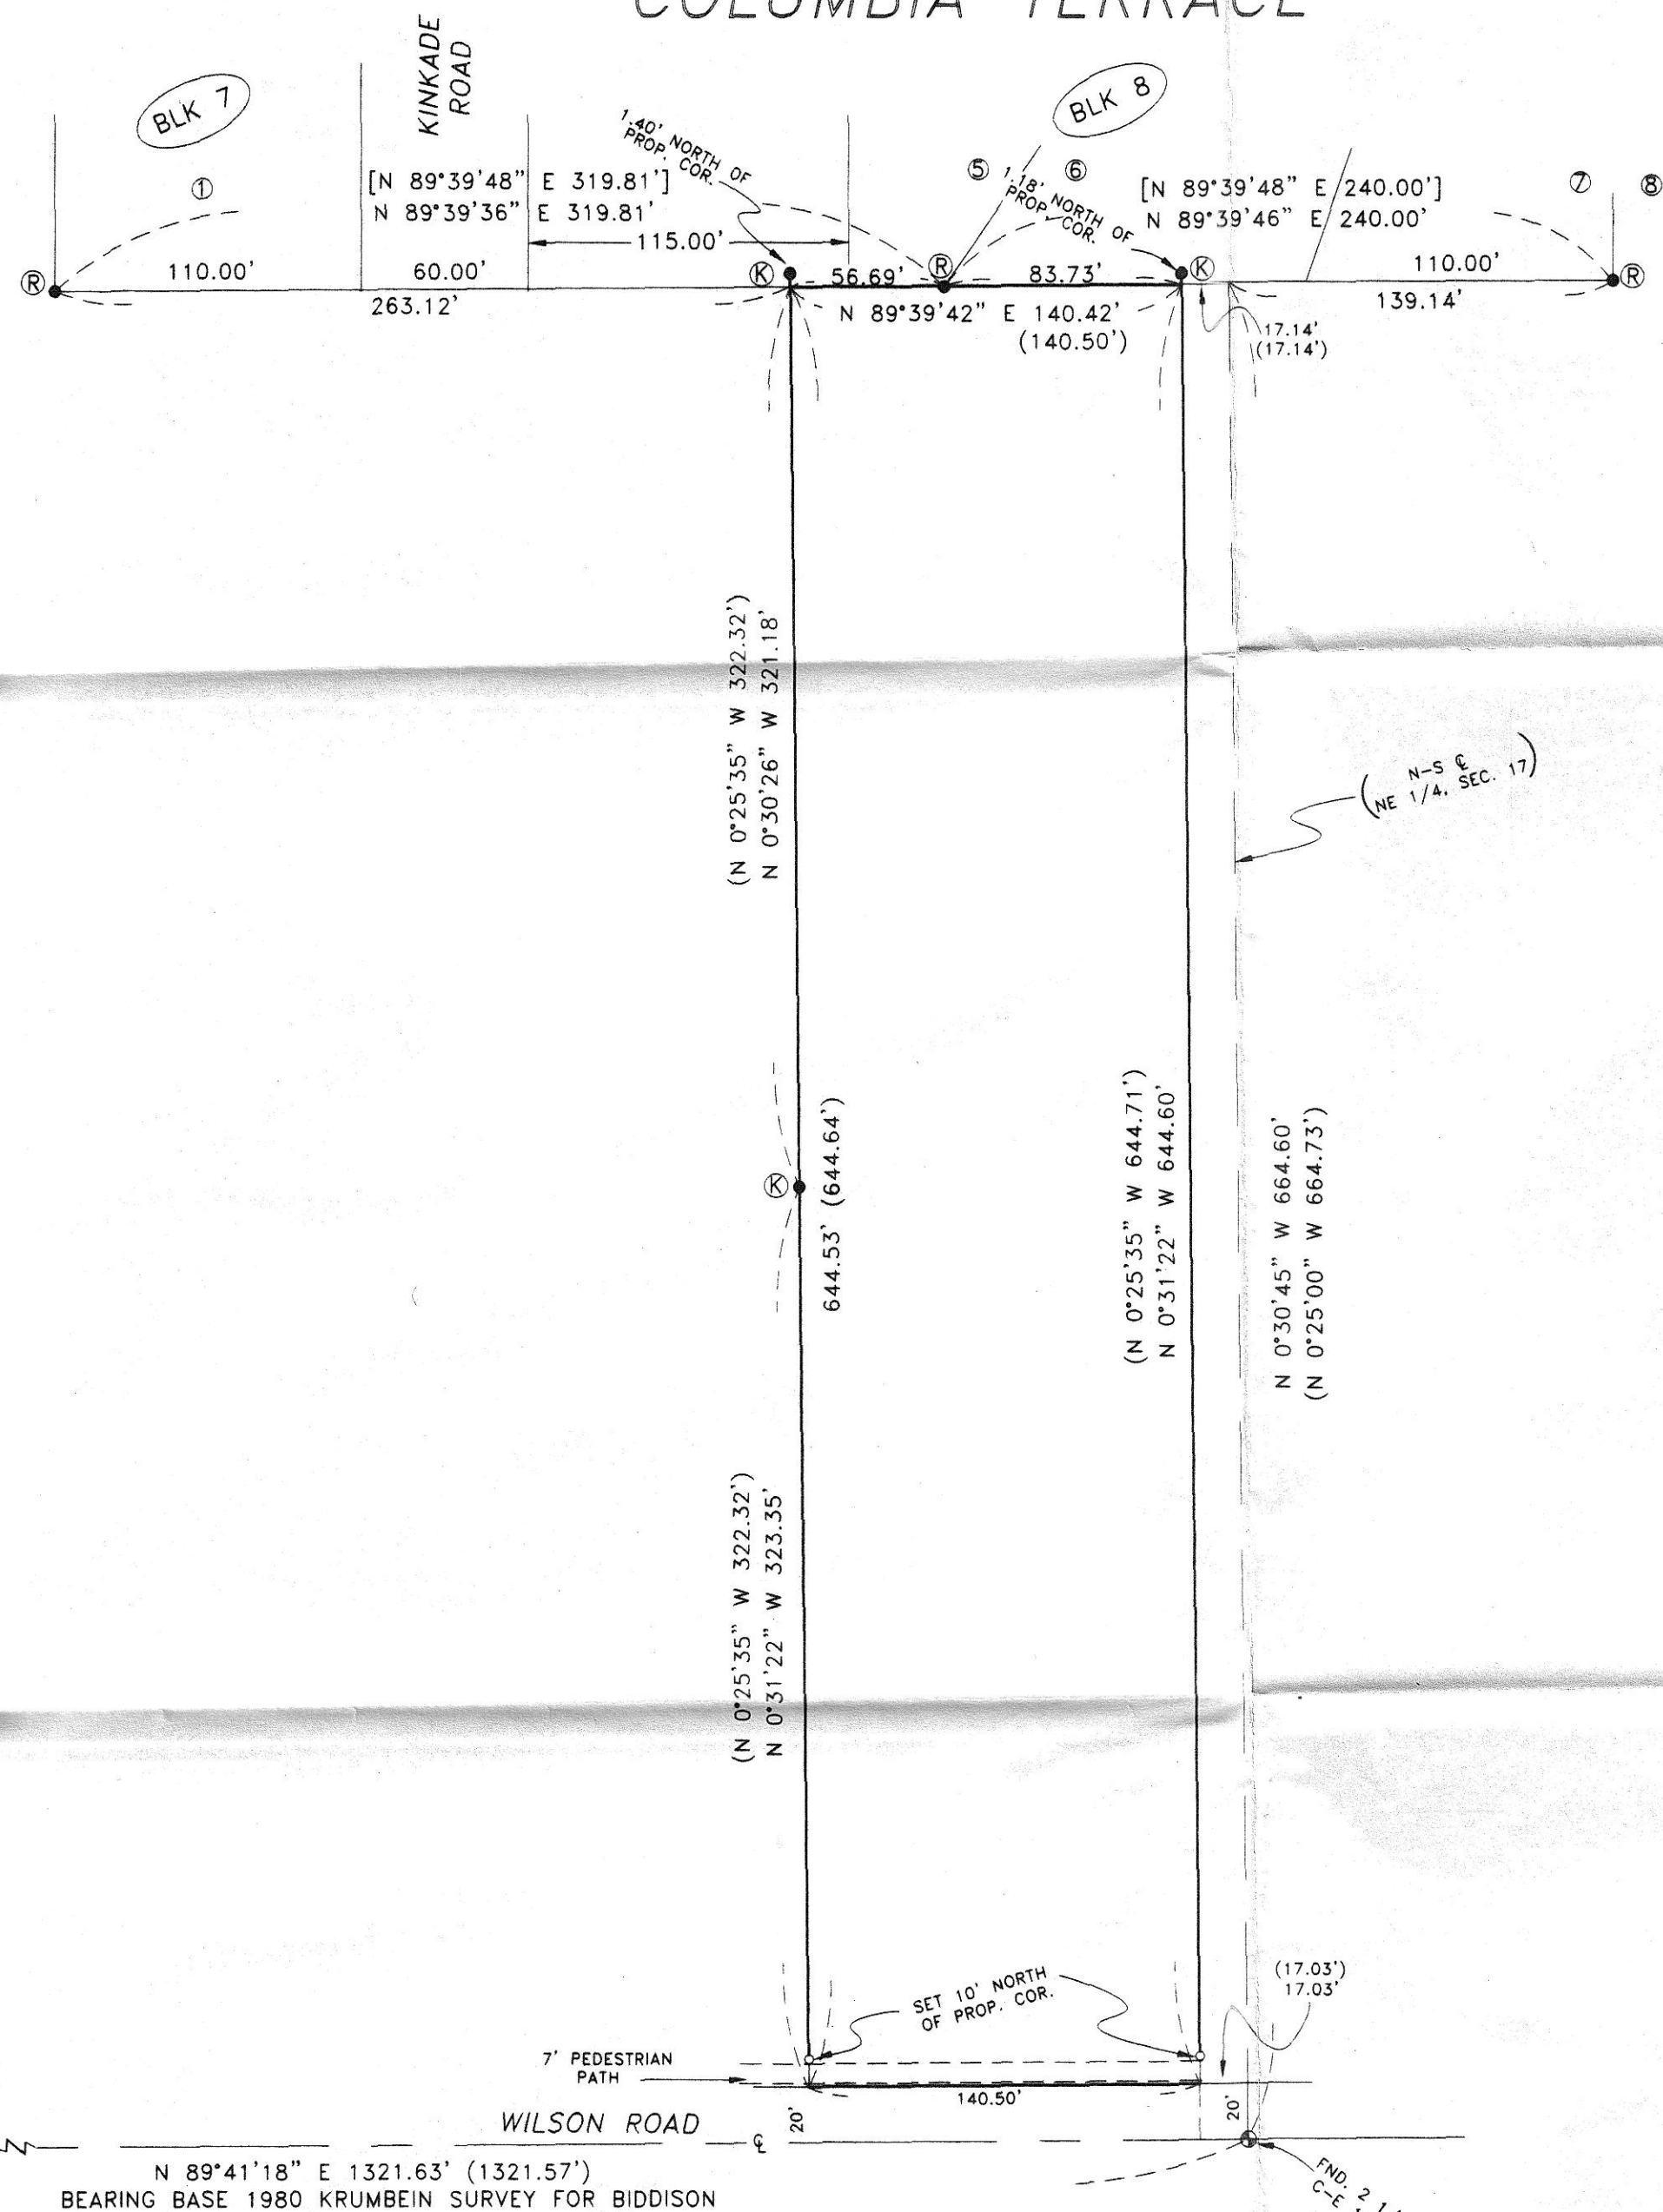 COLUMBIA TERRACE
KINKADE
ROAD
BLK 7
BLK 8
①
⑤
⑥
⑦
⑧
1.40' NORTH OF
PROP. COR.
1.18' NORTH OF
PROP. COR.
[N 89°39'48" E 319.81']
N 89°39'36" E 319.81'
[N 89°39'48" E 240.00']
N 89°39'46" E 240.00'
115.00'
Ⓡ
110.00'
60.00'
Ⓚ
56.69'
Ⓡ
83.73'
Ⓚ
110.00'
Ⓡ
263.12'
N 89°39'42" E 140.42'
(140.50')
139.14'
17.14'
(17.14')
(N 0°25'35" W 322.32')
N 0°30'26" W 321.18'
N-S ℄
(NE 1/4, SEC. 17)
Ⓚ
644.53' (644.64')
(N 0°25'35" W 644.71')
N 0°31'22" W 644.60'
N 0°30'45" W 664.60'
(N 0°25'00" W 664.73')
(N 0°25'35" W 322.32')
N 0°31'22" W 323.35'
SET 10' NORTH
OF PROP. COR.
(17.03')
17.03'
7' PEDESTRIAN
PATH
140.50'
20'
20'
WILSON ROAD
℄
N 89°41'18" E 1321.63' (1321.57')
BEARING BASE 1980 KRUMBEIN SURVEY FOR BIDDISON
FND. 2
C-E